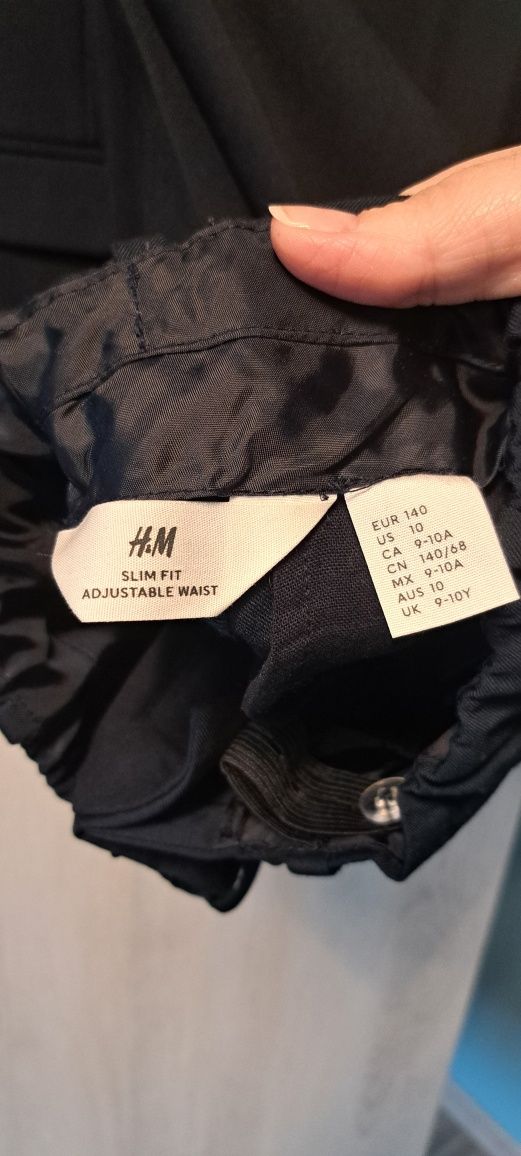 H&M
SLIM FIT
ADJUSTABLE WAIST
EUR 140
US 10
CA 9-10A
CN 140/68
MX 9-10A
AUS 10
UK 9-10Y